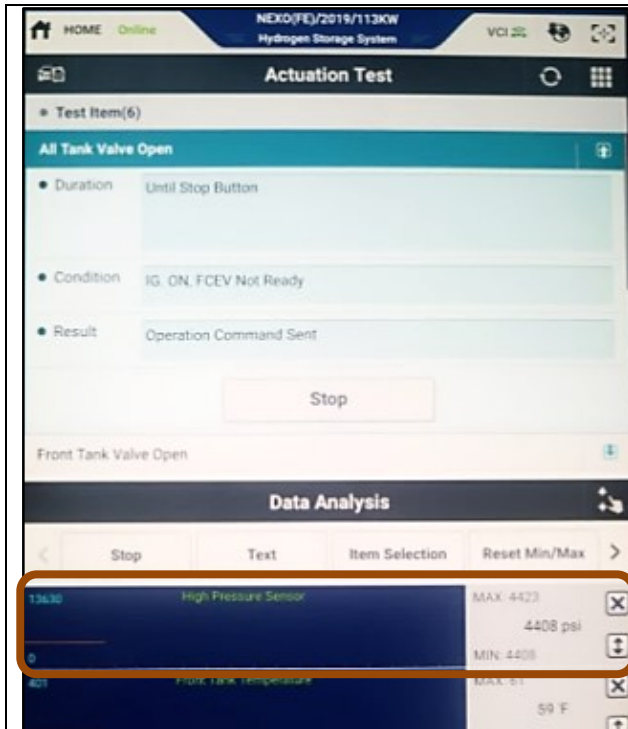 HOME Online
NEXO(FE)/2019/113KW
Hydrogen Storage System
VCI
Actuation Test
Test Item(6)
All Tank Valve Open
Duration Until Stop Button
Condition IG. ON, FCEV Not Ready
Result Operation Command Sent
Stop
Front Tank Valve Open
Data Analysis
Stop Text Item Selection Reset Min/Max
13630 High Pressure Sensor MAX: 4423
4408 psi
0 MIN: 4408
401 Front Tank Temperature MAX: 61
59 °F